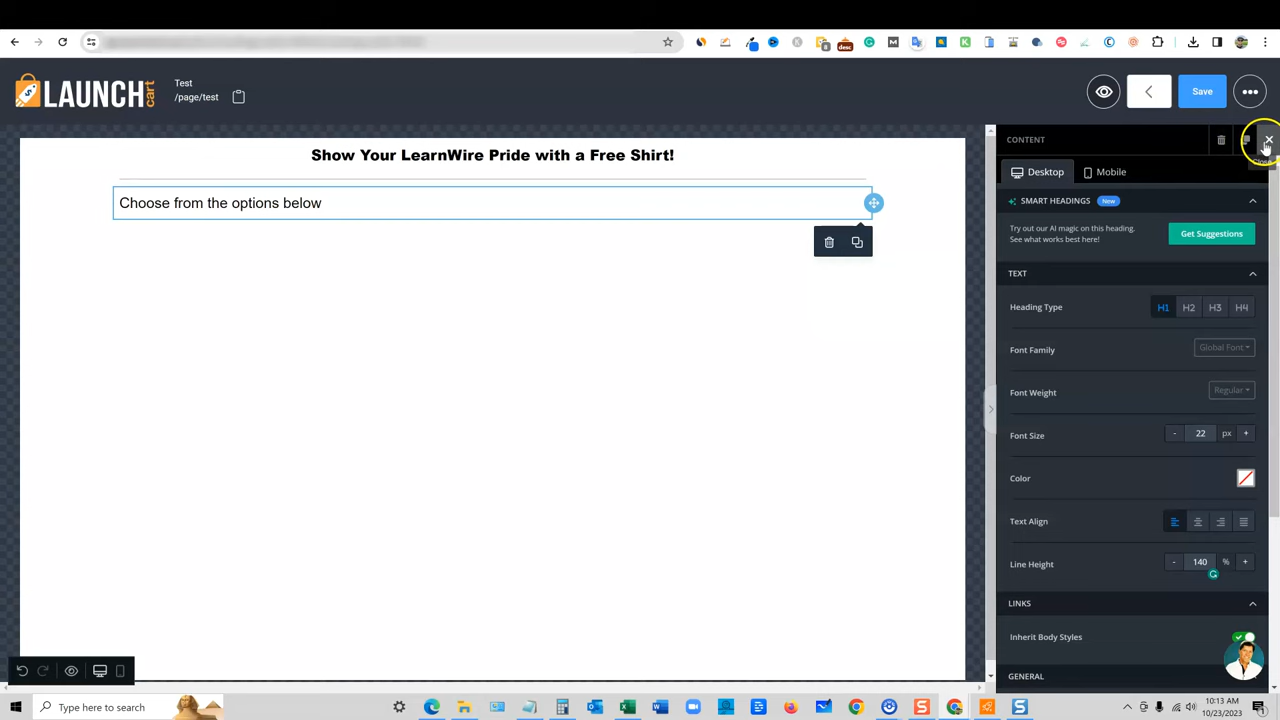 desc
LAUNCH
cart
Test
/page/test
Save
Show Your LearnWire Pride with a Free Shirt!
Choose from the options below
CONTENT
Desktop
Mobile
SMART HEADINGS New
Try out our AI magic on this heading.
See what works best here!
Get Suggestions
TEXT
Heading Type H1 H2 H3 H4
Font Family Global Font
Font Weight Regular
Font Size - 22 px +
Color
Text Align
Line Height - 140 % +
LINKS
Inherit Body Styles
GENERAL
Type here to search
10:13 AM
10/23/2023